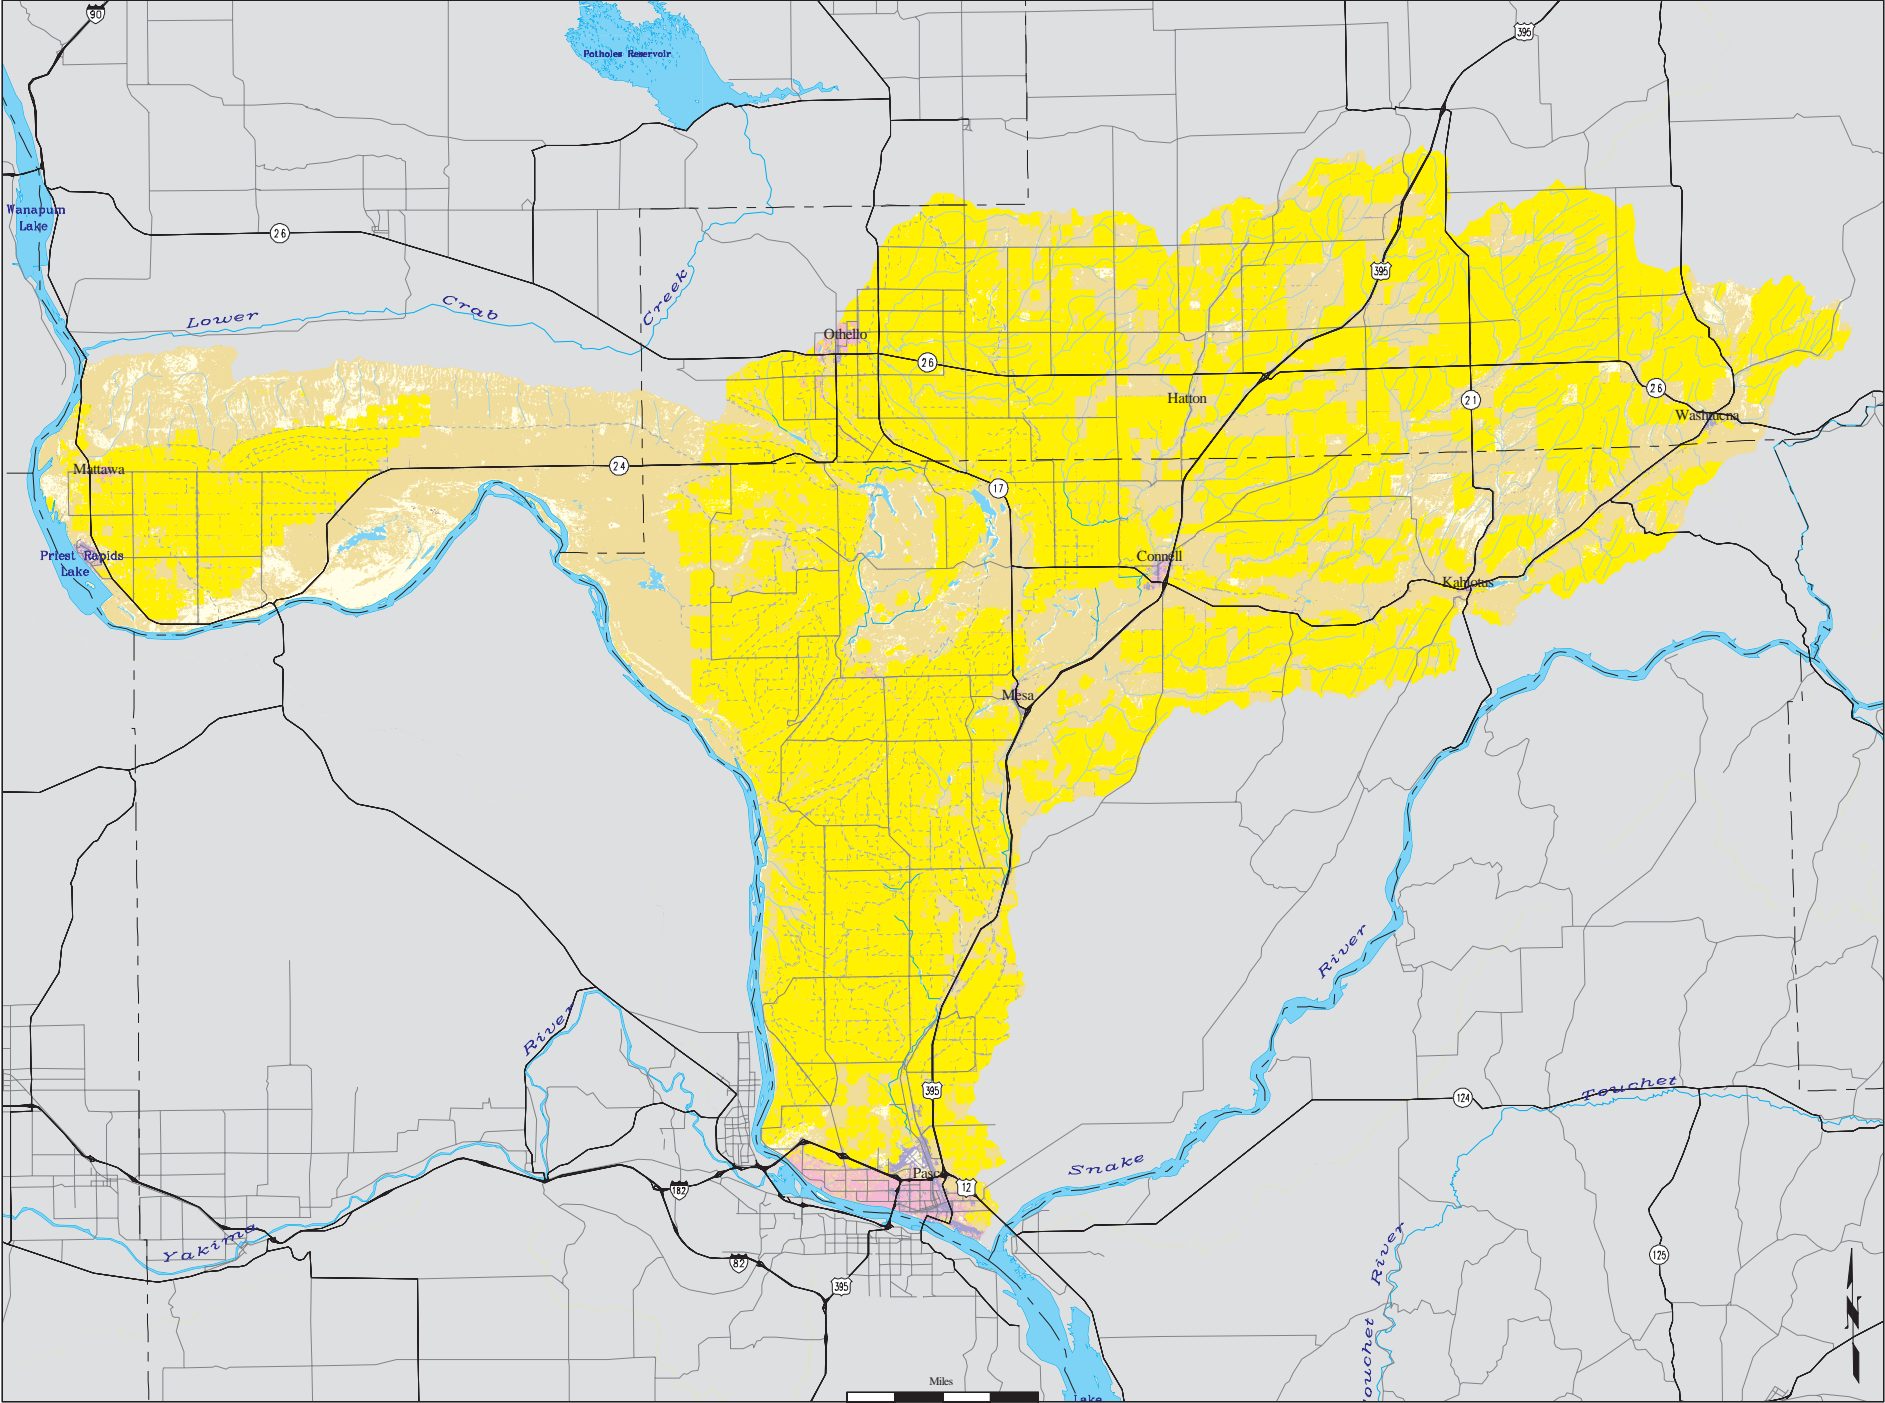 90
395
Potholes Reservoir
Wanapum
Lake
26
Creek
395
Lower
Crab
Othello
26
Hatton
21
26
Washtucna
Mattawa
24
17
Priest Rapids
Lake
Connell
Kahlotus
Mesa
River
River
395
124
Touchet
Snake
Pasco
12
182
Yakima
River
82
395
125
N
Touchet
Miles
Lake